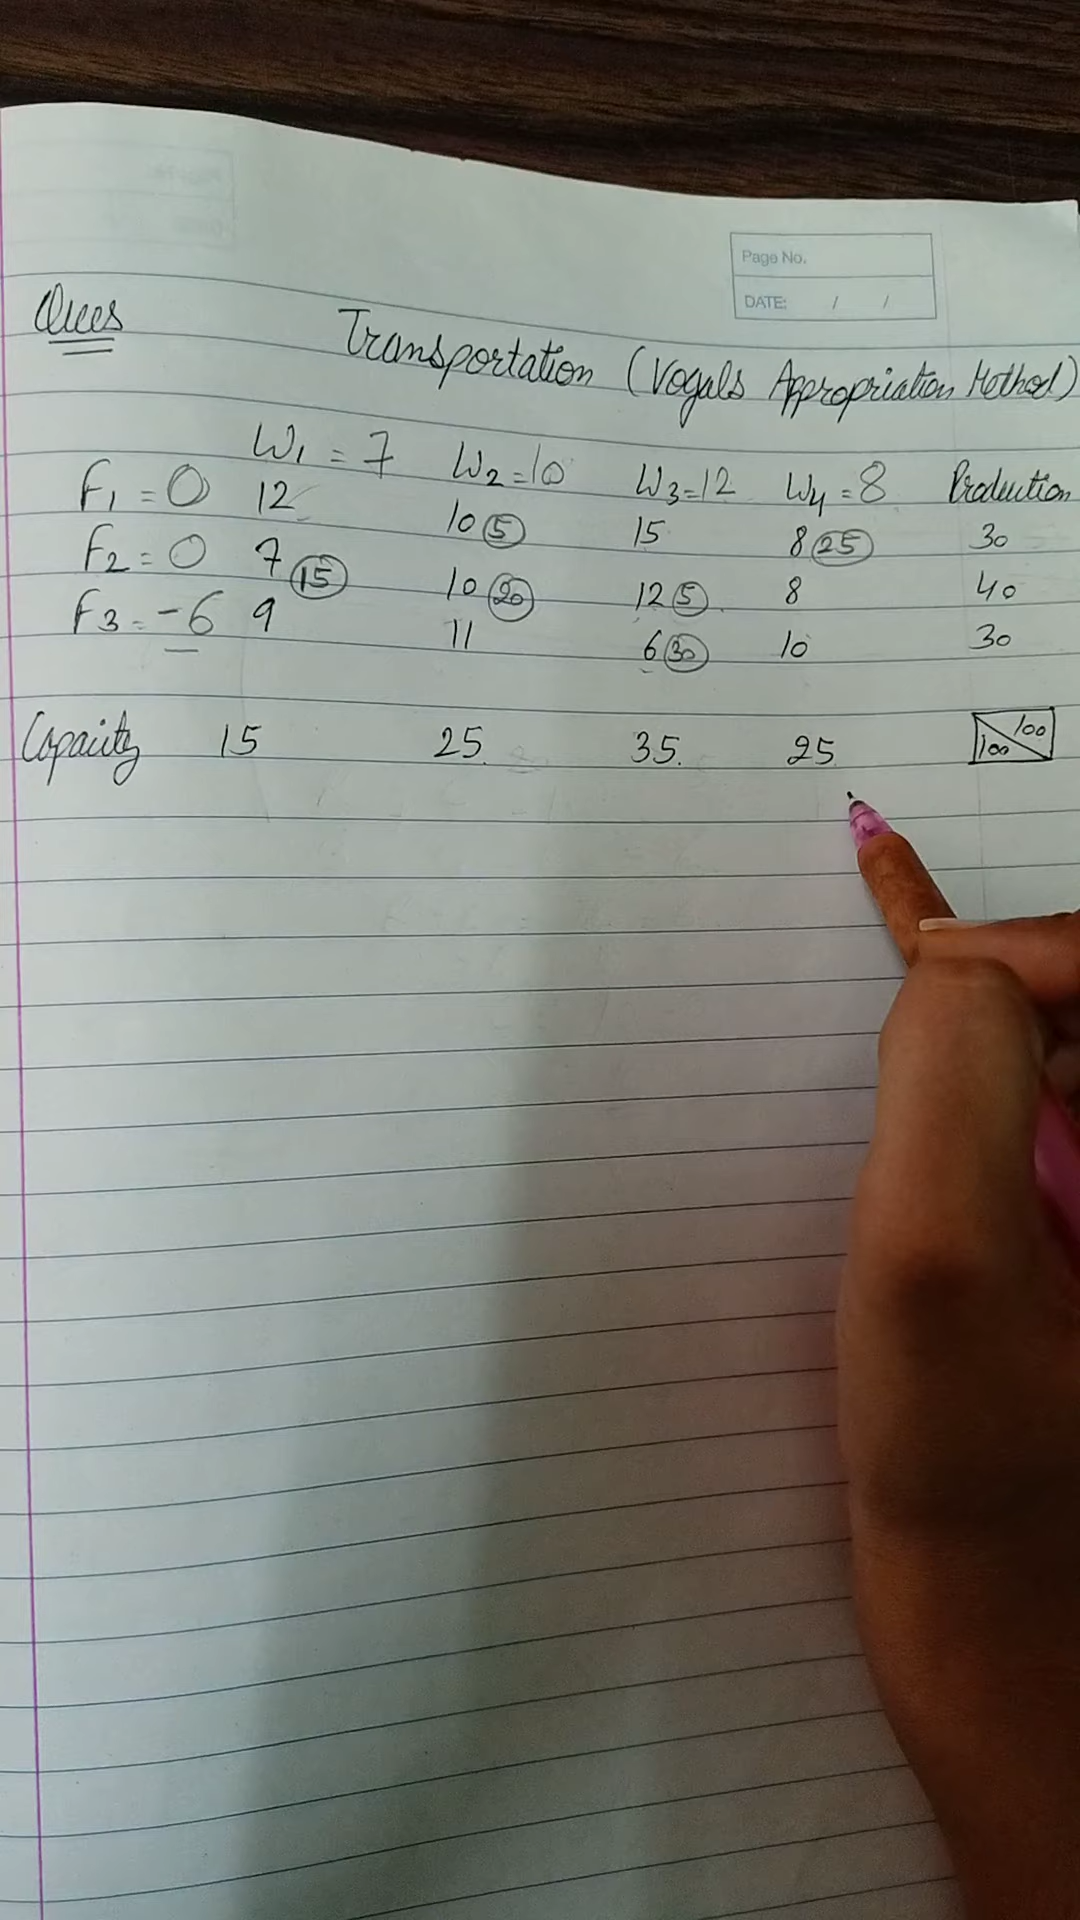 Page No.
DATE: / /
Ques
Transportation (Vogals Appropriation Method)
W1 = 7 W2 = 10 W3 = 12 W4 = 8 Production
F1 = 0 12 10 5 15 8 25 30
F2 = 0 7 15 10 20 12 5 8 40
F3 = -6 9 11 6 30 10 30
Capacity 15 25 35 25 100 100